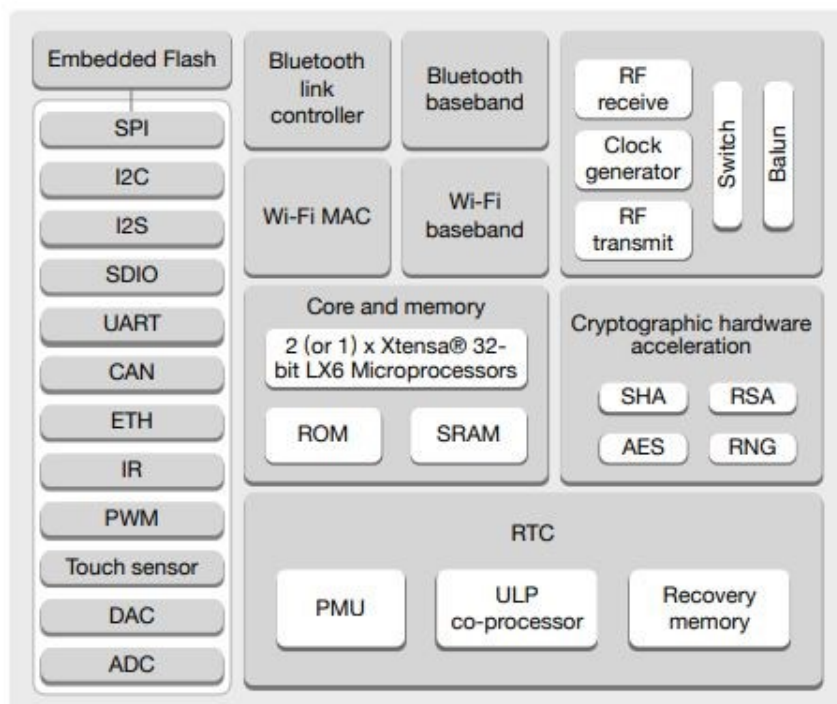 Embedded Flash
SPI
I2C
I2S
SDIO
UART
CAN
ETH
IR
PWM
Touch sensor
DAC
ADC
Bluetooth
link
controller
Bluetooth
baseband
Wi-Fi MAC
Wi-Fi
baseband
RF
receive
Clock
generator
RF
transmit
Switch
Balun
Core and memory
2 (or 1) x Xtensa® 32-
bit LX6 Microprocessors
ROM
SRAM
Cryptographic hardware
acceleration
SHA
RSA
AES
RNG
RTC
PMU
ULP
co-processor
Recovery
memory